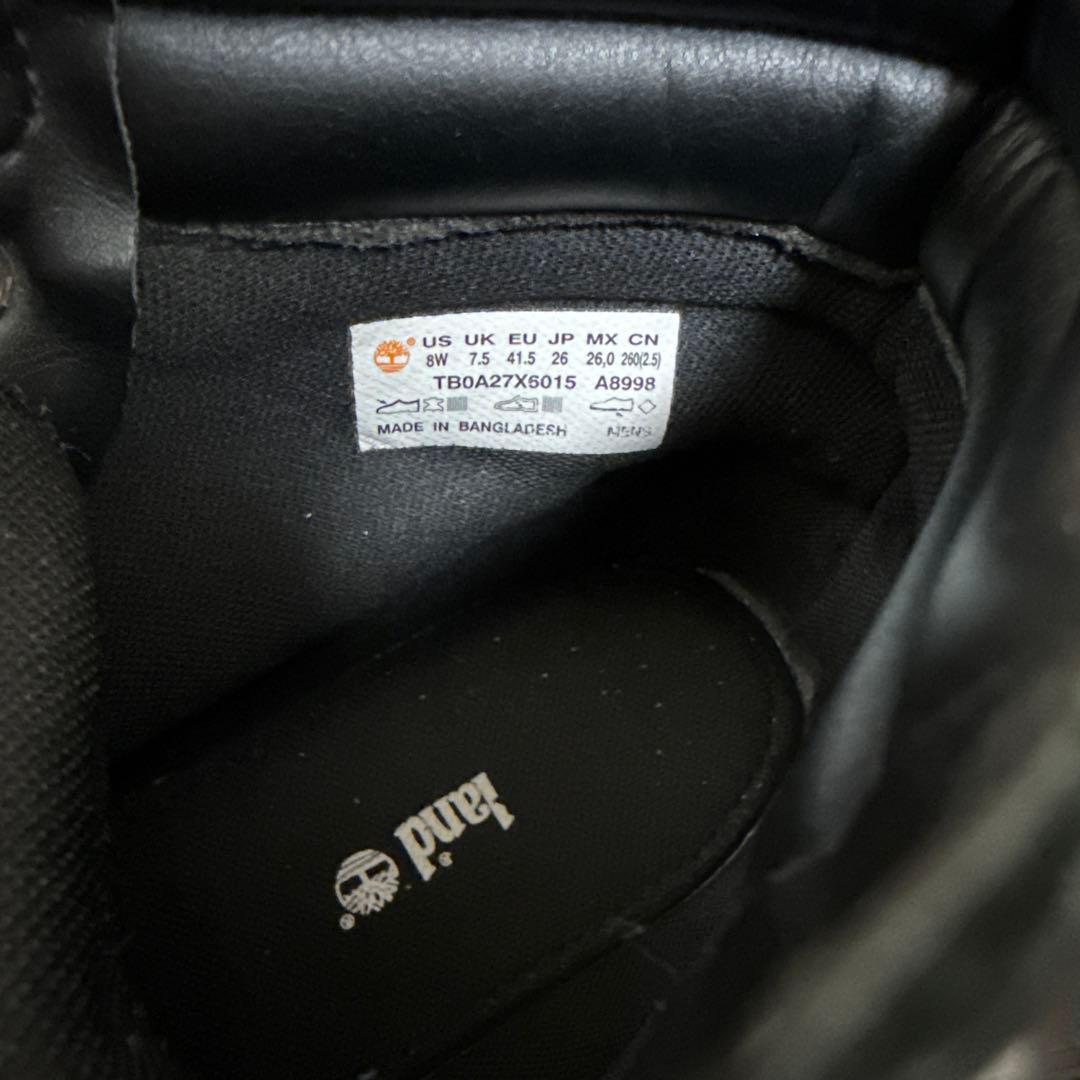 ® US UK EU JP MX CN
8W 7.5 41.5 26 26,0 260(2.5)
TB0A27X6015 A8998
MADE IN BANGLADESH MENS
land®
®